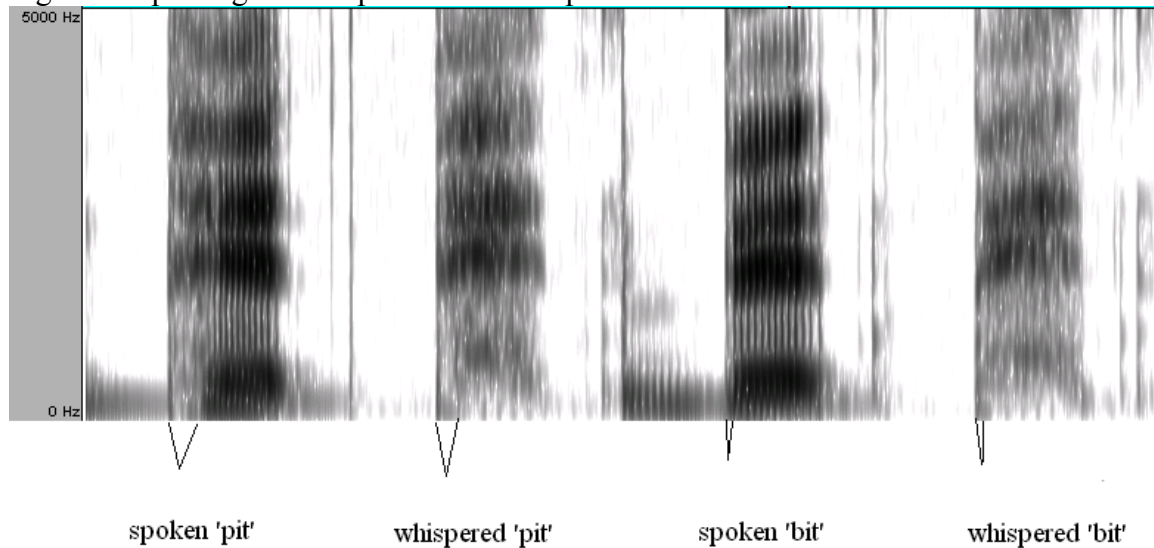 5000 Hz
0 Hz
spoken 'pit'
whispered 'pit'
spoken 'bit'
whispered 'bit'